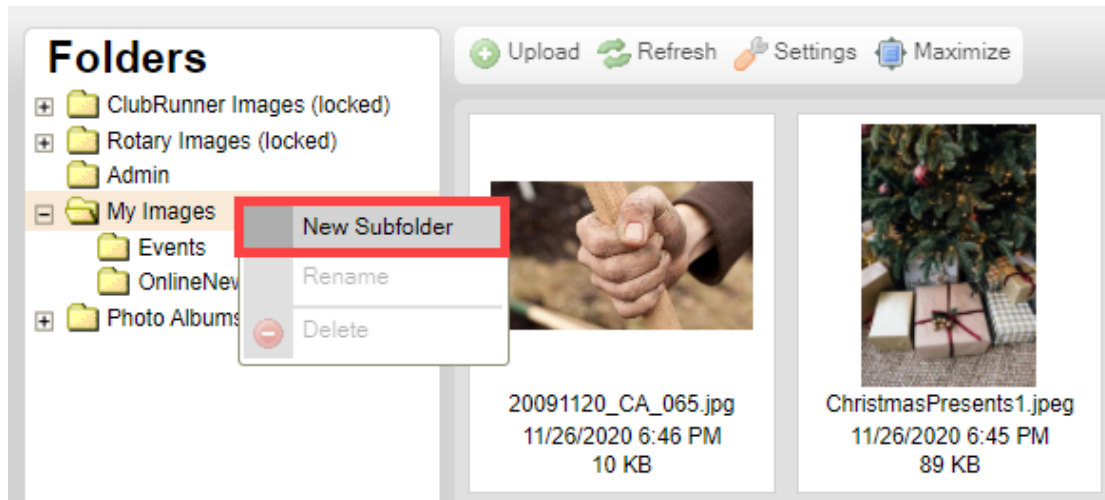 Folders
ClubRunner Images (locked)
Rotary Images (locked)
Admin
My Images
Events
OnlineNew
Photo Albums
New Subfolder
Rename
Delete
Upload Refresh Settings Maximize
20091120_CA_065.jpg
11/26/2020 6:46 PM
10 KB
ChristmasPresents1.jpeg
11/26/2020 6:45 PM
89 KB